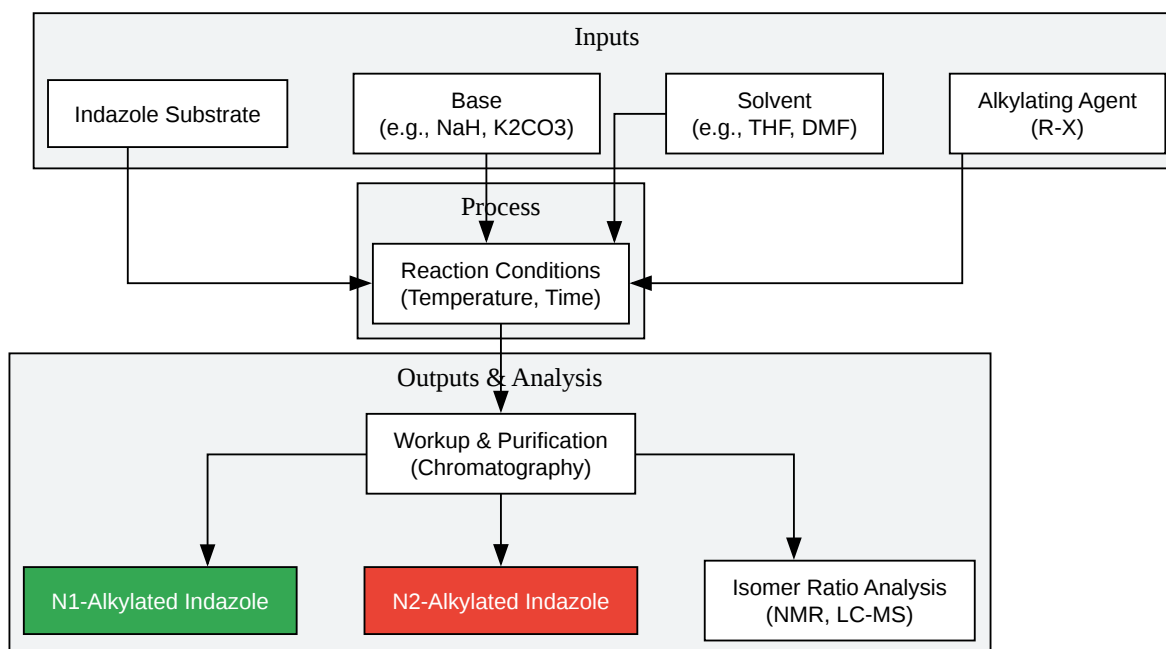 Inputs
Indazole Substrate
Base
(e.g., NaH, K2CO3)
Solvent
(e.g., THF, DMF)
Alkylating Agent
(R-X)
Process
Reaction Conditions
(Temperature, Time)
Outputs & Analysis
Workup & Purification
(Chromatography)
N1-Alkylated Indazole
N2-Alkylated Indazole
Isomer Ratio Analysis
(NMR, LC-MS)